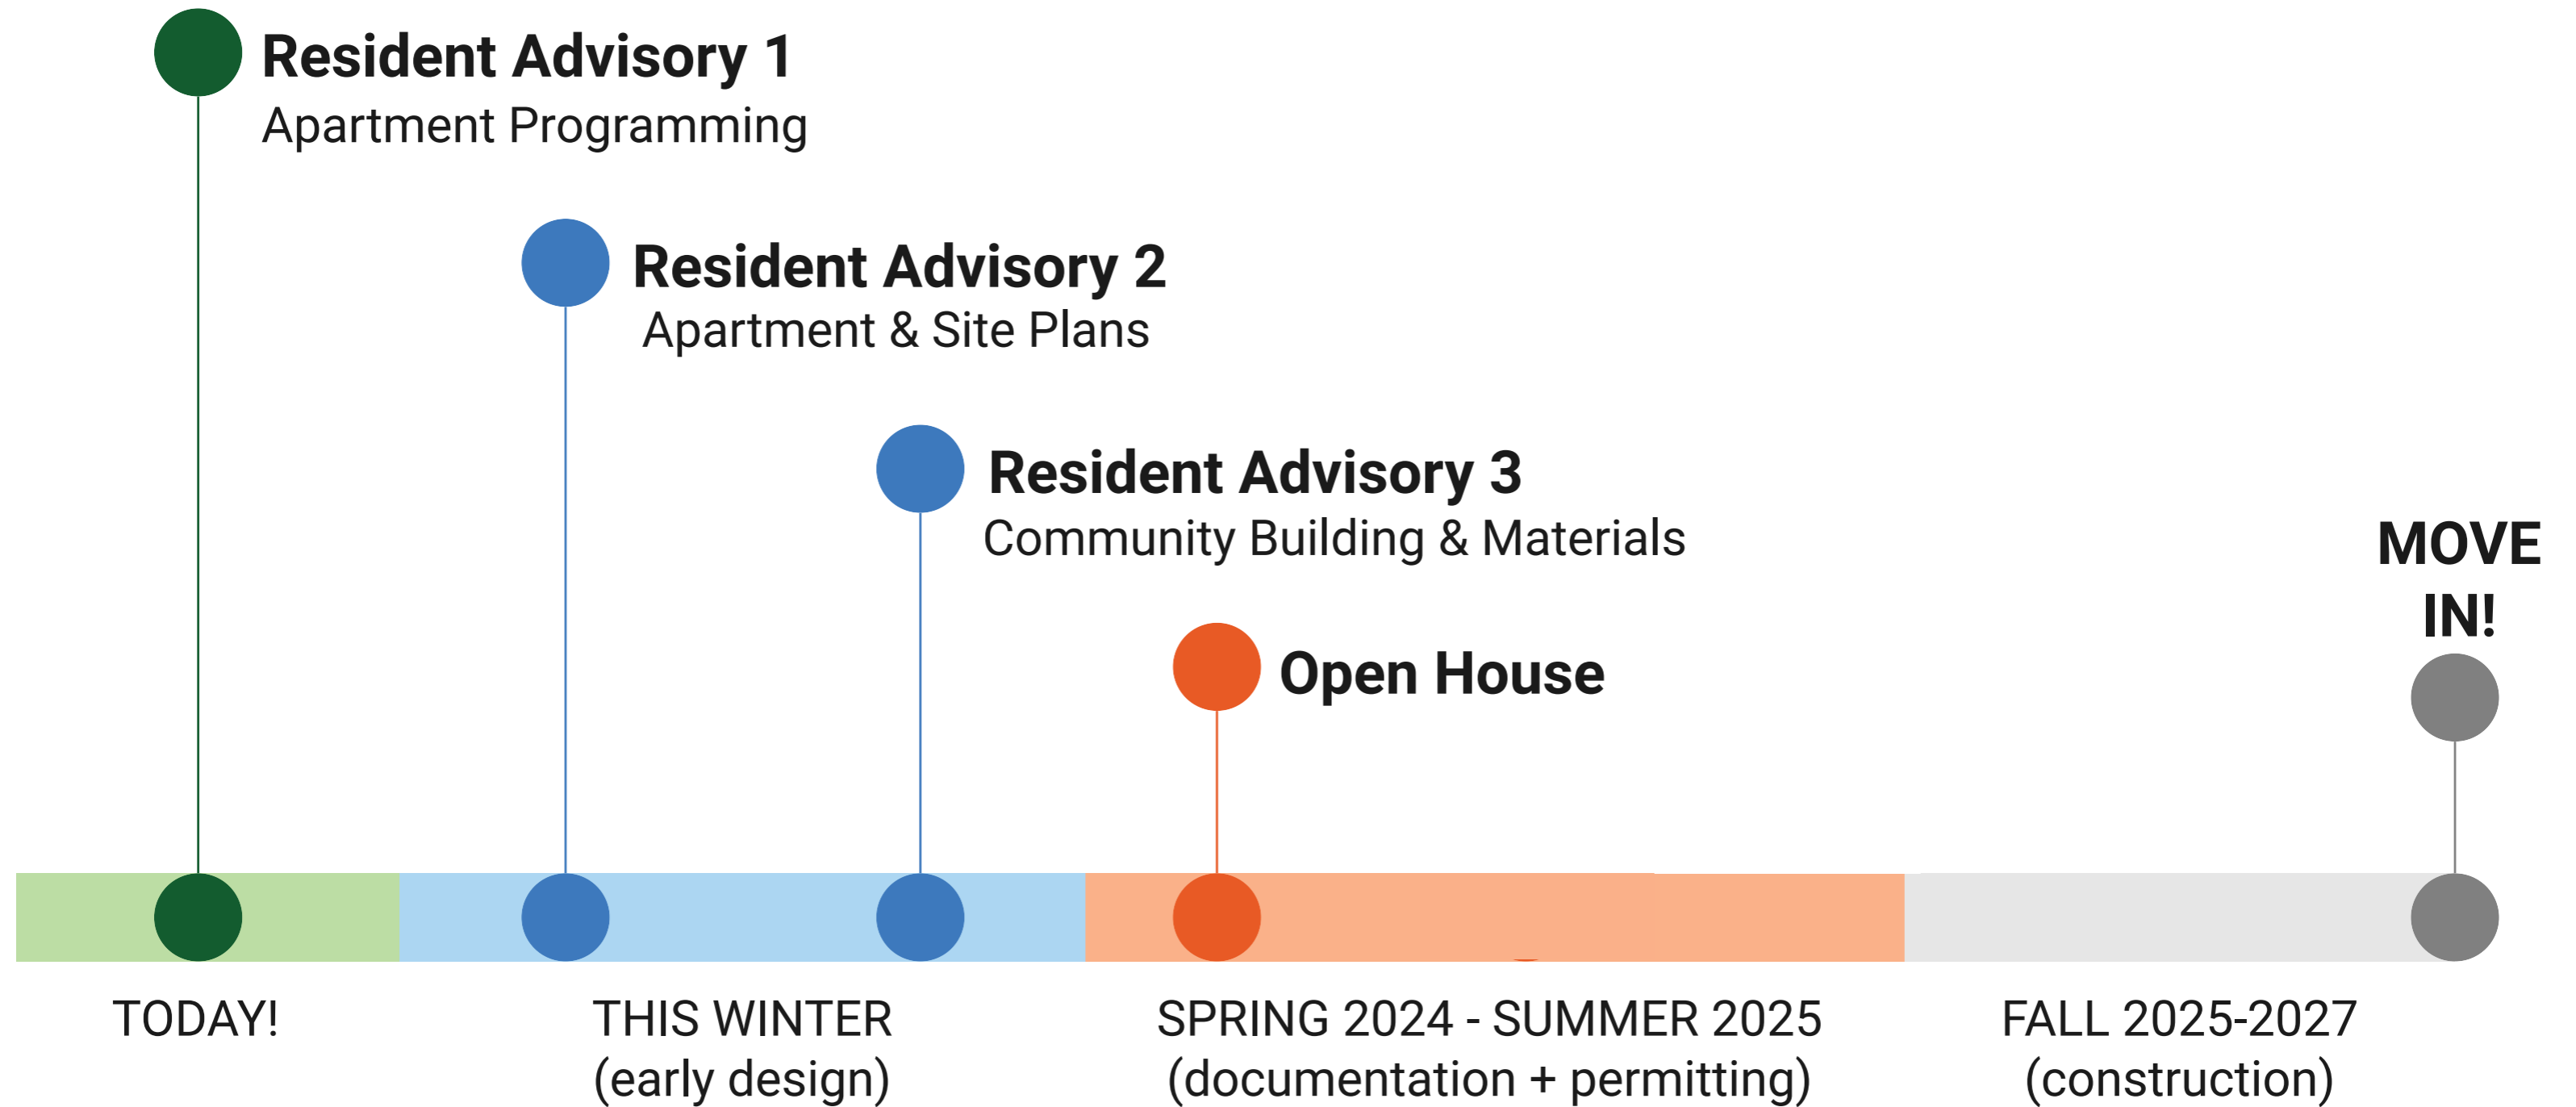 Resident Advisory 1
Apartment Programming
Resident Advisory 2
Apartment & Site Plans
Resident Advisory 3
Community Building & Materials
Open House
MOVE
IN!
TODAY!
THIS WINTER
(early design)
SPRING 2024 - SUMMER 2025
(documentation + permitting)
FALL 2025-2027
(construction)